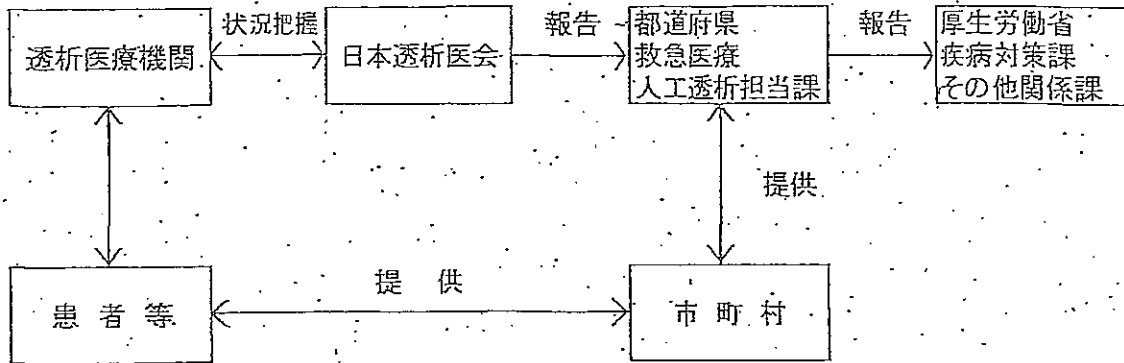 透析医療機関
状況把握
日本透析医会
報告
都道府県
救急医療
人工透析担当課
報告
厚生労働省
疾病対策課
その他関係課
提供
患者等
提供
市町村